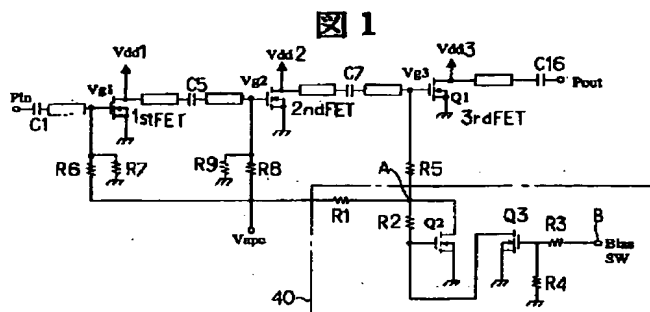 図 1
Vdd1
Vdd2
Vdd3
Vg1
C5
Vg2
C7
Vg3
C16
Pin
Pout
C1
1stFET
2ndFET
Q1
3rdFET
R6
R7
R9
R8
R5
A
R1
R2
Q2
Q3
R3
B
Vapc
Bias
SW
R4
40